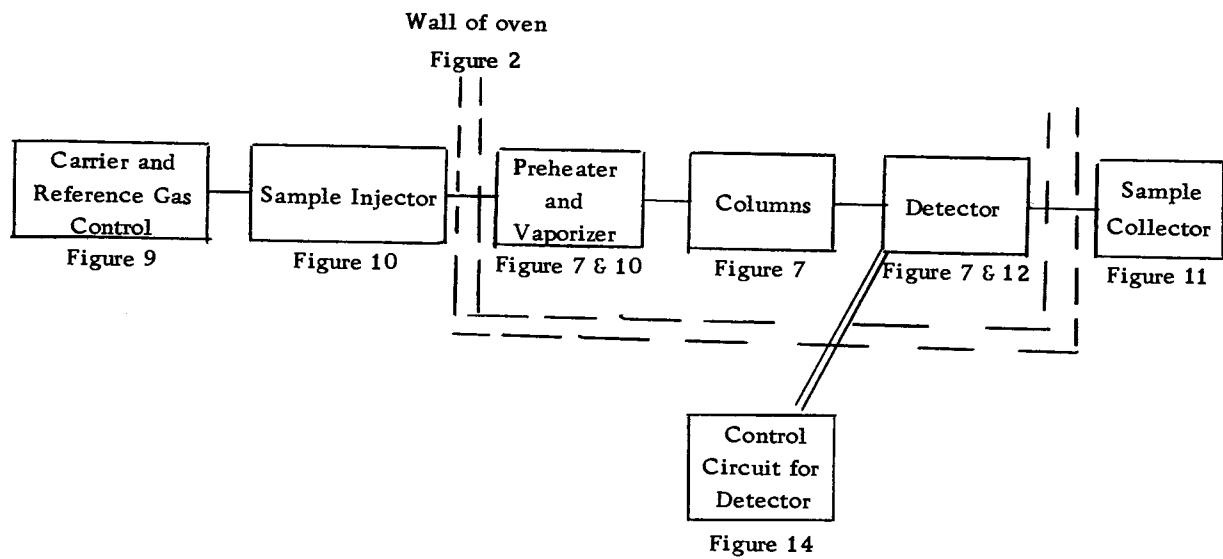 Wall of oven
Figure 2
Carrier and
Reference Gas
Control
Figure 9
Sample Injector
Figure 10
Preheater
and
Vaporizer
Figure 7 & 10
Columns
Figure 7
Detector
Figure 7 & 12
Sample
Collector
Figure 11
Control
Circuit for
Detector
Figure 14